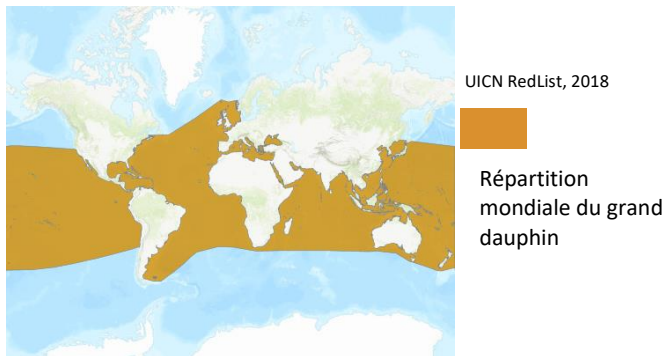 UICN RedList, 2018
Répartition
mondiale du grand
dauphin